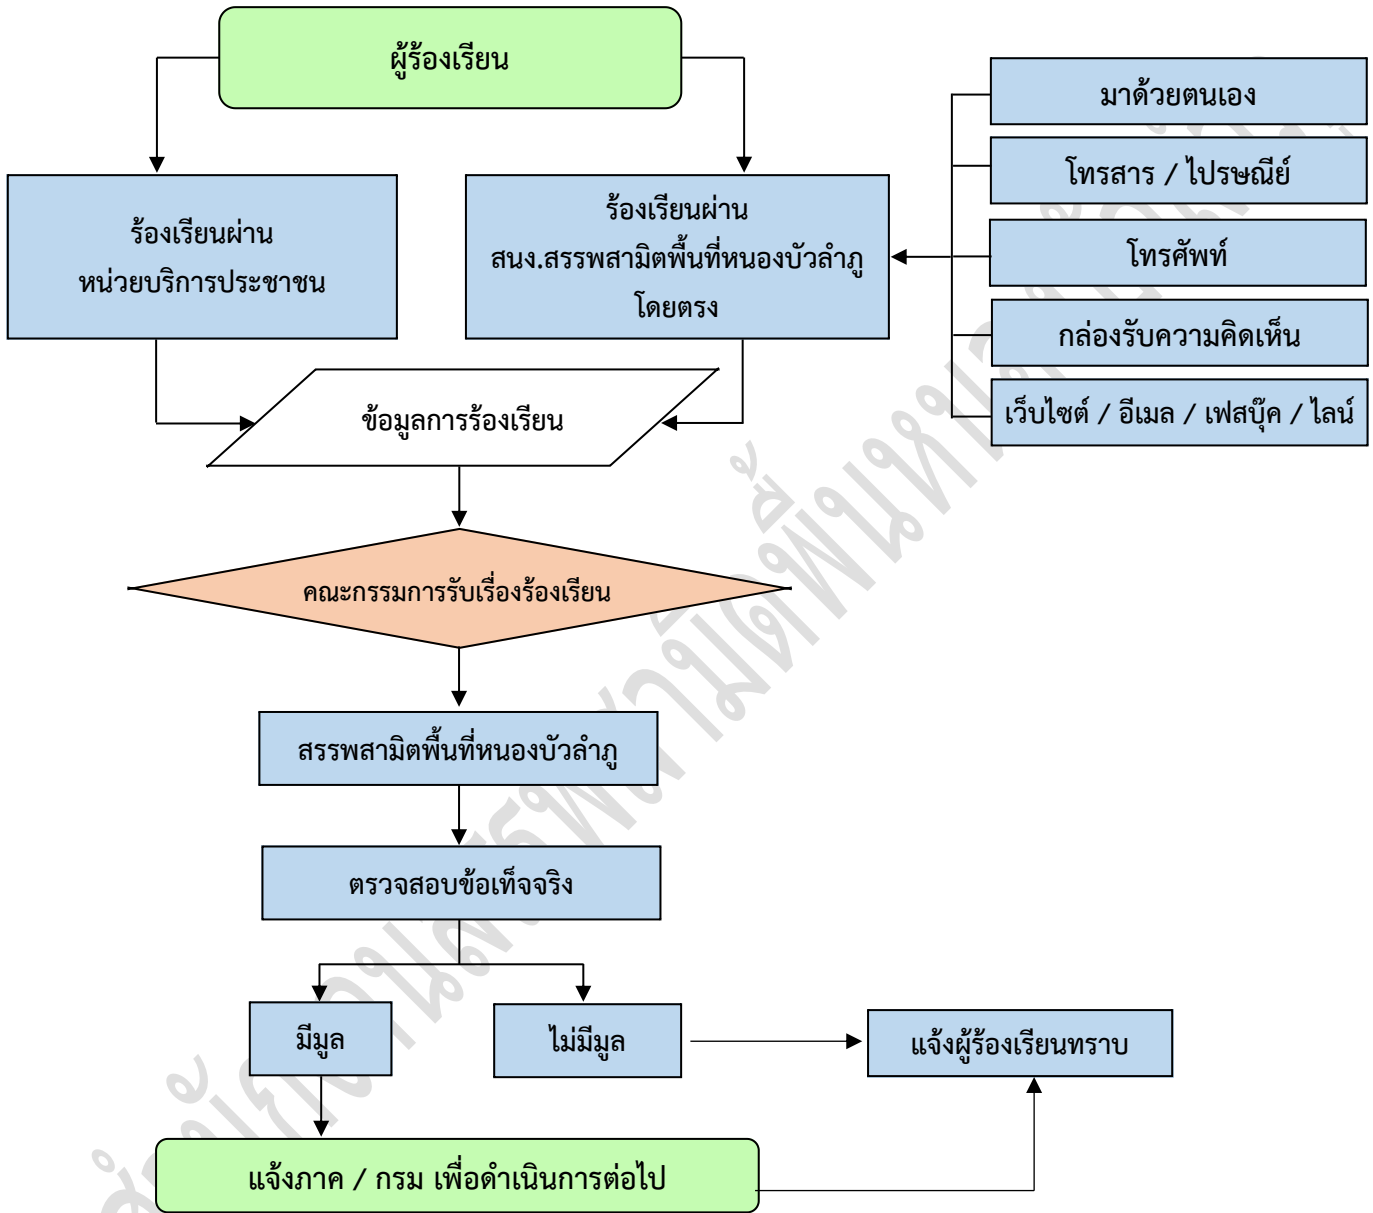 ผู้ร้องเรียน
มาด้วยตนเอง
โทรสาร / ไปรษณีย์
โทรศัพท์
กล่องรับความคิดเห็น
เว็บไซต์ / อีเมล / เฟสบุ๊ค / ไลน์
ร้องเรียนผ่าน
หน่วยบริการประชาชน
ร้องเรียนผ่าน
สนง.สรรพสามิตพื้นที่หนองบัวลำภู
โดยตรง
ข้อมูลการร้องเรียน
คณะกรรมการรับเรื่องร้องเรียน
สรรพสามิตพื้นที่หนองบัวลำภู
ตรวจสอบข้อเท็จจริง
มีมูล
ไม่มีมูล
แจ้งผู้ร้องเรียนทราบ
แจ้งภาค / กรม เพื่อดำเนินการต่อไป